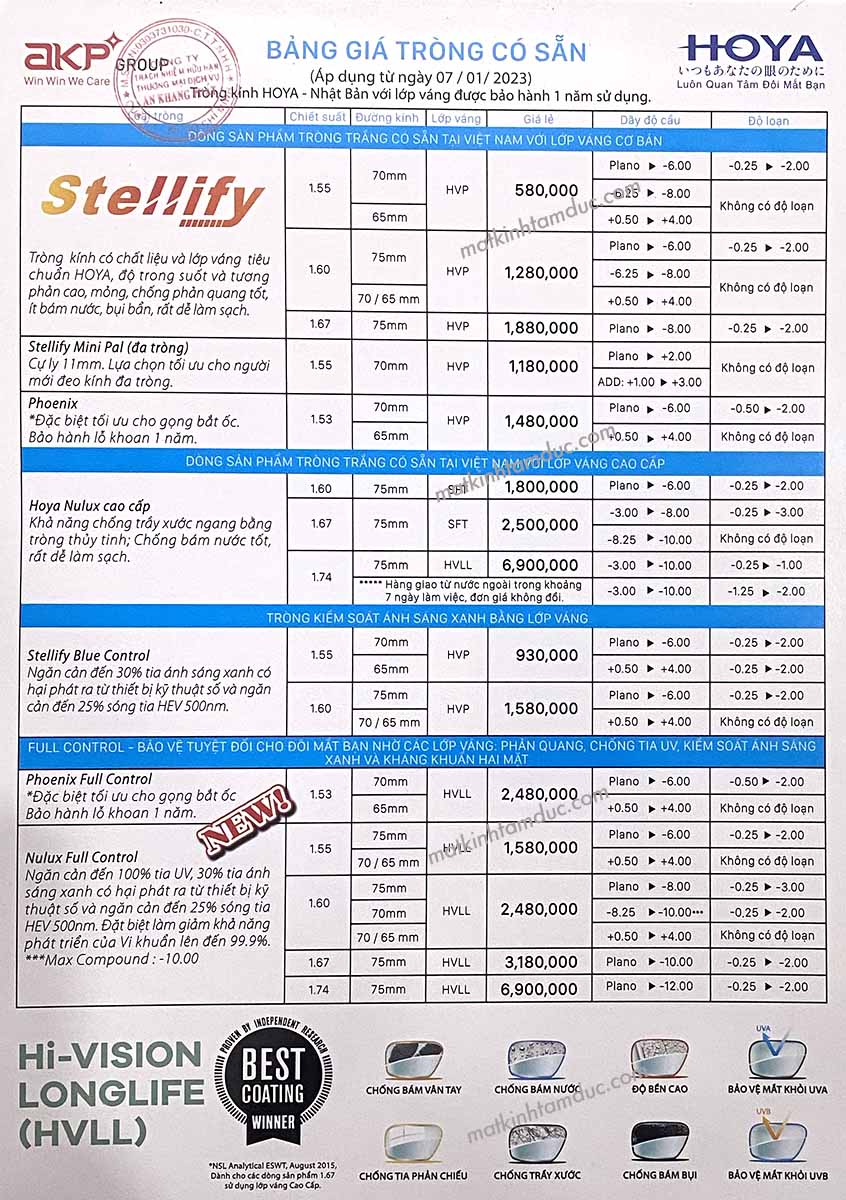 AKP GROUP
Win Win We Care
M.S.D.N:0303731030-C.T.T.N.H.H
CÔNG TY
TRÁCH NHIỆM HỮU HẠN
THƯƠNG MẠI DỊCH VỤ
AN KHANG
BẢNG GIÁ TRÒNG CÓ SẴN
(Áp dụng từ ngày 07 / 01/ 2023)
Tròng kính HOYA - Nhật Bản với lớp váng được bảo hành 1 năm sử dụng.
HOYA
いつもあなたの眼のために
Luôn Quan Tâm Đôi Mắt Bạn
Loại tròng Chiết suất Đường kính Lớp váng Giá lẻ Dãy độ cầu Độ loạn
DÒNG SẢN PHẨM TRÒNG TRẮNG CÓ SẴN TẠI VIỆT NAM VỚI LỚP VÁNG CƠ BẢN
Stellify
Tròng kính có chất liệu và lớp váng tiêu
chuẩn HOYA, độ trong suốt và tương
phản cao, mỏng, chống phản quang tốt,
ít bám nước, bụi bẩn, rất dễ làm sạch.
1.55 70mm HVP 580,000 Plano ▶ -6.00 -0.25 ▶ -2.00
-6.25 ▶ -8.00 Không có độ loạn
65mm +0.50 ▶ +4.00
1.60 75mm HVP 1,280,000 Plano ▶ -6.00 -0.25 ▶ -2.00
-6.25 ▶ -8.00 Không có độ loạn
70 / 65 mm +0.50 ▶ +4.00
1.67 75mm HVP 1,880,000 Plano ▶ -8.00 -0.25 ▶ -2.00
Stellify Mini Pal (đa tròng)
Cự ly 11mm. Lựa chọn tối ưu cho người
mới đeo kính đa tròng.
1.55 70mm HVP 1,180,000 Plano ▶ +2.00 Không có độ loạn
ADD: +1.00 ▶ +3.00
Phoenix
*Đặc biệt tối ưu cho gọng bắt ốc.
Bảo hành lỗ khoan 1 năm.
1.53 70mm HVP 1,480,000 Plano ▶ -6.00 -0.50 ▶ -2.00
65mm +0.50 ▶ +4.00 Không có độ loạn
DÒNG SẢN PHẨM TRÒNG TRẮNG CÓ SẴN TẠI VIỆT NAM VỚI LỚP VÁNG CAO CẤP
Hoya Nulux cao cấp
Khả năng chống trầy xước ngang bằng
tròng thủy tinh; Chống bám nước tốt,
rất dễ làm sạch.
1.60 75mm SFT 1,800,000 Plano ▶ -6.00 -0.25 ▶ -2.00
1.67 75mm SFT 2,500,000 -3.00 ▶ -8.00 -0.25 ▶ -3.00
-8.25 ▶ -10.00 Không có độ loạn
1.74 75mm HVLL 6,900,000 -3.00 ▶ -10.00 -0.25 ▶ -1.00
***** Hàng giao từ nước ngoài trong khoảng
7 ngày làm việc, đơn giá không đổi.
-3.00 ▶ -10.00 -1.25 ▶ -2.00
TRÒNG KIỂM SOÁT ÁNH SÁNG XANH BẰNG LỚP VÁNG
Stellify Blue Control
Ngăn cản đến 30% tia ánh sáng xanh có
hại phát ra từ thiết bị kỹ thuật số và ngăn
cản đến 25% sóng tia HEV 500nm.
1.55 70mm HVP 930,000 Plano ▶ -6.00 -0.25 ▶ -2.00
65mm +0.50 ▶ +4.00 -0.25 ▶ -2.00
1.60 75mm HVP 1,580,000 Plano ▶ -6.00 -0.25 ▶ -2.00
70 / 65 mm +0.50 ▶ +4.00 Không có độ loạn
FULL CONTROL - BẢO VỆ TUYỆT ĐỐI CHO ĐÔI MẮT BẠN NHỜ CÁC LỚP VÁNG: PHẢN QUANG, CHỐNG TIA UV, KIỂM SOÁT ÁNH SÁNG
XANH VÀ KHÁNG KHUẨN HAI MẶT
Phoenix Full Control
*Đặc biệt tối ưu cho gọng bắt ốc
Bảo hành lỗ khoan 1 năm.
NEW!
1.53 70mm HVLL 2,480,000 Plano ▶ -6.00 -0.50 ▶ -2.00
65mm +0.50 ▶ +4.00 Không có độ loạn
Nulux Full Control
Ngăn cản đến 100% tia UV, 30% tia ánh
sáng xanh có hại phát ra từ thiết bị kỹ
thuật số và ngăn cản đến 25% sóng tia
HEV 500nm. Đặt biệt làm giảm khả năng
phát triển của Vi khuẩn lên đến 99.9%.
***Max Compound : -10.00
1.55 75mm HVLL 1,580,000 Plano ▶ -6.00 -0.25 ▶ -2.00
70 / 65 mm +0.50 ▶ +4.00 Không có độ loạn
1.60 75mm HVLL 2,480,000 Plano ▶ -8.00 -0.25 ▶ -3.00
70mm -8.25 ▶ -10.00*** -0.25 ▶ -2.00
70 / 65 mm +0.50 ▶ +4.00 Không có độ loạn
1.67 75mm HVLL 3,180,000 Plano ▶ -10.00 -0.25 ▶ -2.00
1.74 75mm HVLL 6,900,000 Plano ▶ -12.00 -0.25 ▶ -2.00
matkinhtamduc.com
matkinhtamduc.com
matkinhtamduc.com
matkinhtamduc.com
Hi-VISION
LONGLIFE
(HVLL)
PROVEN BY INDEPENDENT RESEARCH
BEST
COATING
WINNER
*NSL Analytical ESWT, August 2015,
Dành cho các dòng sản phẩm 1.67
sử dụng lớp váng Cao Cấp.
CHỐNG BÁM VÂN TAY
CHỐNG BÁM NƯỚC
ĐỘ BỀN CAO
UVA
BẢO VỆ MẮT KHỎI UVA
CHỐNG TIA PHẢN CHIẾU
CHỐNG TRẦY XƯỚC
CHỐNG BÁM BỤI
UVB
BẢO VỆ MẮT KHỎI UVB